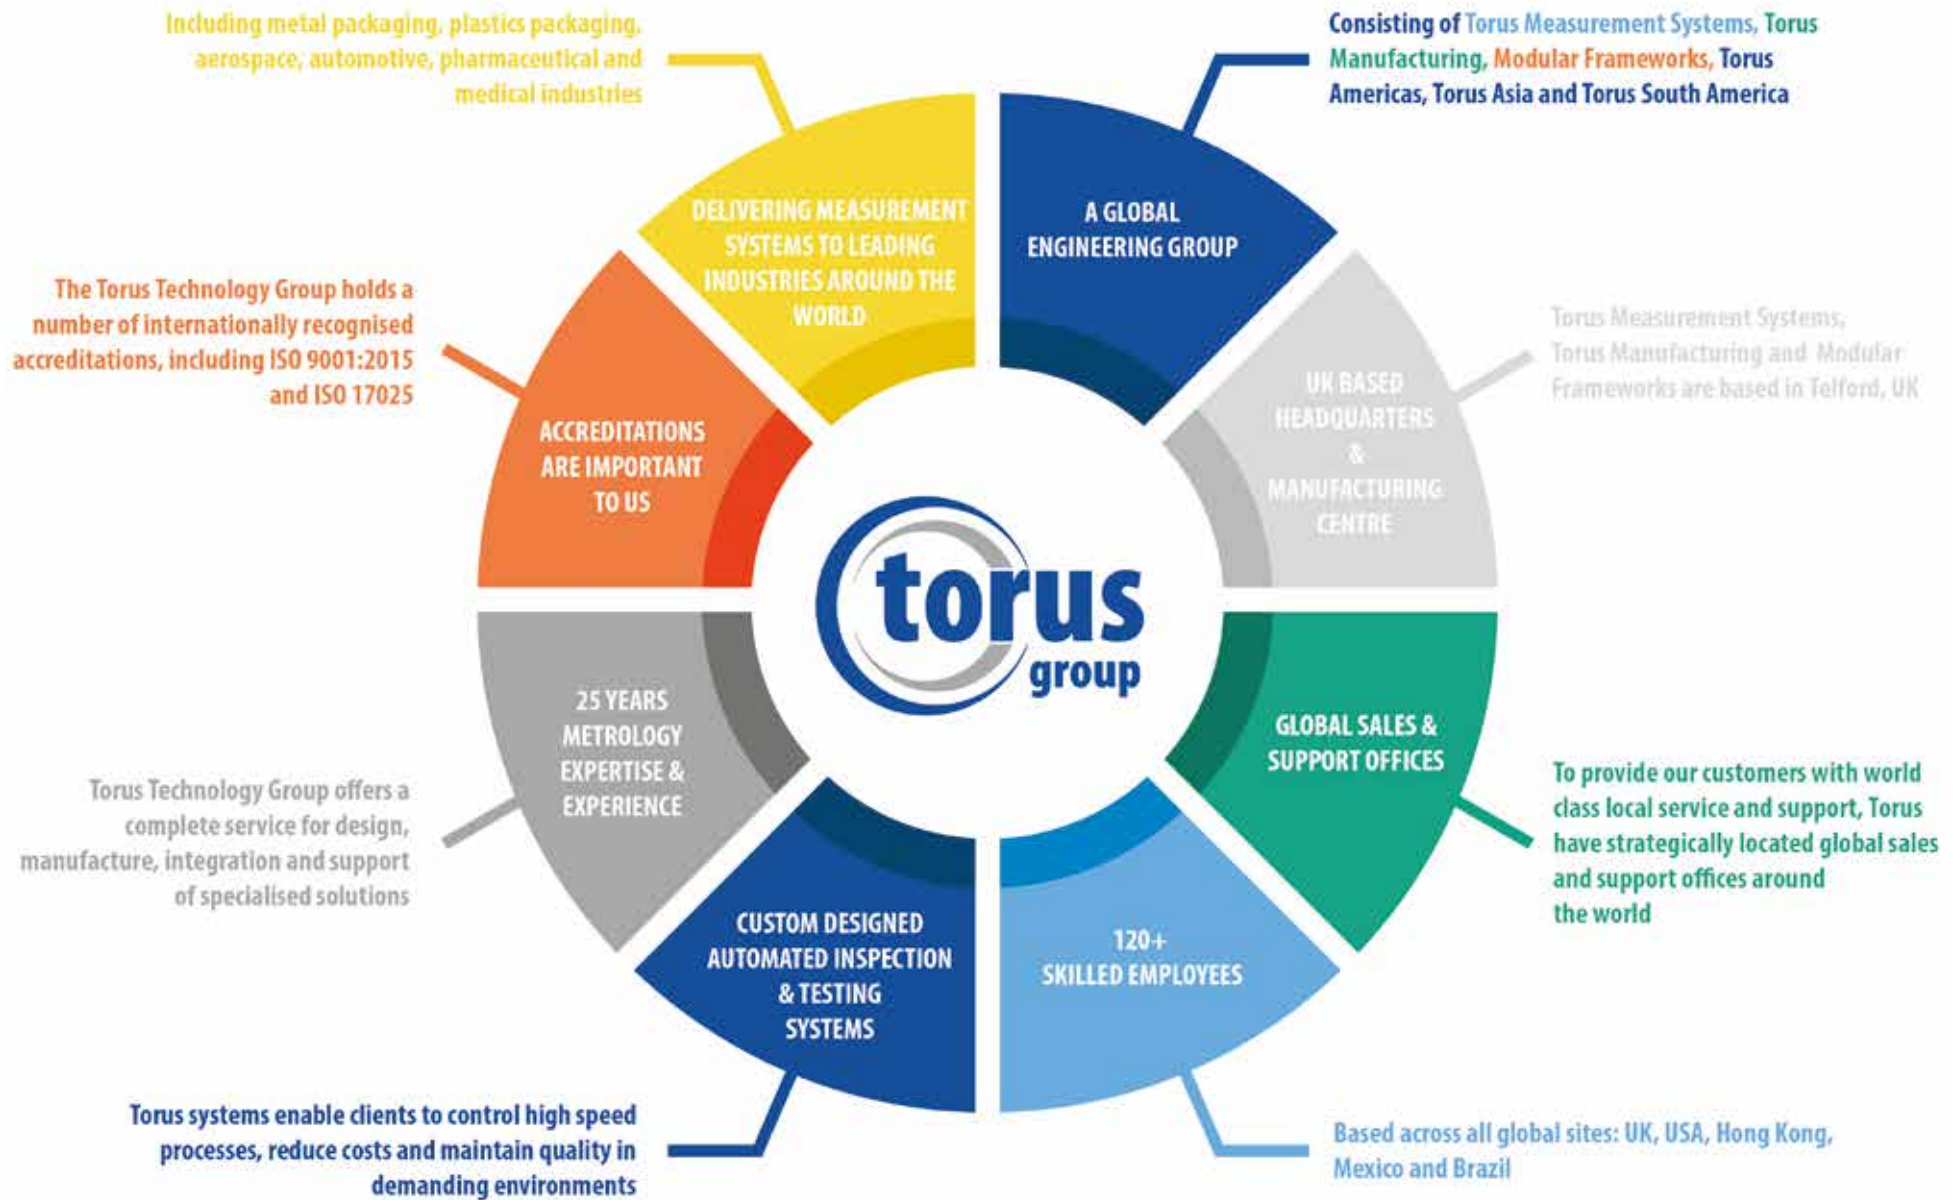 Including metal packaging, plastics packaging,
aerospace, automotive, pharmaceutical and
medical industries
Consisting of Torus Measurement Systems, Torus
Manufacturing, Modular Frameworks, Torus
Americas, Torus Asia and Torus South America
DELIVERING MEASUREMENT
SYSTEMS TO LEADING
INDUSTRIES AROUND THE
WORLD
A GLOBAL
ENGINEERING GROUP
The Torus Technology Group holds a
number of internationally recognised
accreditations, including ISO 9001:2015
and ISO 17025
Torus Measurement Systems,
Torus Manufacturing and Modular
Frameworks are based in Telford, UK
ACCREDITATIONS
ARE IMPORTANT
TO US
UK BASED
HEADQUARTERS
&
MANUFACTURING
CENTRE
torus
group
25 YEARS
METROLOGY
EXPERTISE &
EXPERIENCE
GLOBAL SALES &
SUPPORT OFFICES
Torus Technology Group offers a
complete service for design,
manufacture, integration and support
of specialised solutions
To provide our customers with world
class local service and support, Torus
have strategically located global sales
and support offices around
the world
CUSTOM DESIGNED
AUTOMATED INSPECTION
& TESTING
SYSTEMS
120+
SKILLED EMPLOYEES
Torus systems enable clients to control high speed
processes, reduce costs and maintain quality in
demanding environments
Based across all global sites: UK, USA, Hong Kong,
Mexico and Brazil